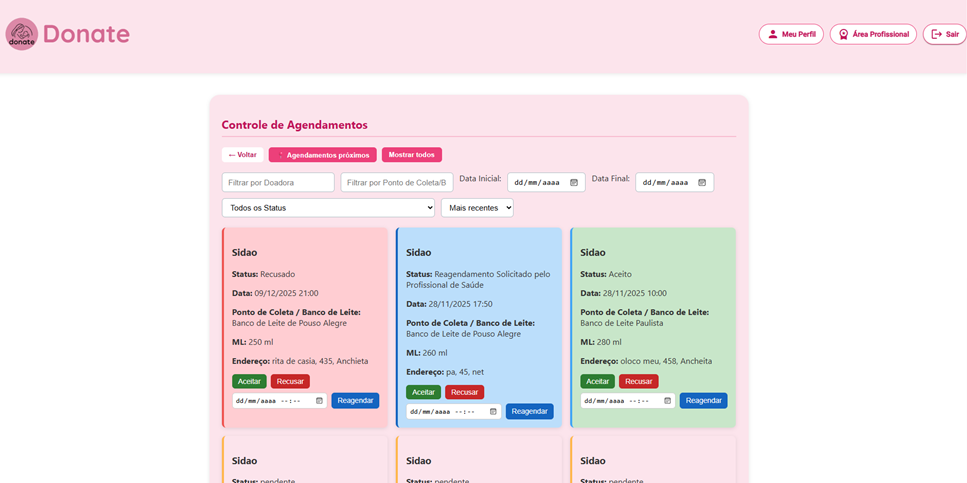 donate
Donate
Meu Perfil
Área Profissional
Sair
Controle de Agendamentos
← Voltar
Agendamentos próximos
Mostrar todos
Filtrar por Doadora
Filtrar por Ponto de Coleta/B
Data Inicial:
dd/mm/aaaa
Data Final:
dd/mm/aaaa
Todos os Status
Mais recentes
Sidao
Status: Recusado
Data: 09/12/2025 21:00
Ponto de Coleta / Banco de Leite:
Banco de Leite de Pouso Alegre
ML: 250 ml
Endereço: rita de casia, 435, Anchieta
Aceitar
Recusar
dd/mm/aaaa --:--
Reagendar
Sidao
Status: Reagendamento Solicitado pelo
Profissional de Saúde
Data: 28/11/2025 17:50
Ponto de Coleta / Banco de Leite:
Banco de Leite de Pouso Alegre
ML: 260 ml
Endereço: pa, 45, net
Aceitar
Recusar
dd/mm/aaaa --:--
Reagendar
Sidao
Status: Aceito
Data: 28/11/2025 10:00
Ponto de Coleta / Banco de Leite:
Banco de Leite Paulista
ML: 280 ml
Endereço: oloco meu, 458, Ancheita
Aceitar
Recusar
dd/mm/aaaa --:--
Reagendar
Sidao
Status: pendente
Sidao
Status: pendente
Sidao
Status: pendente